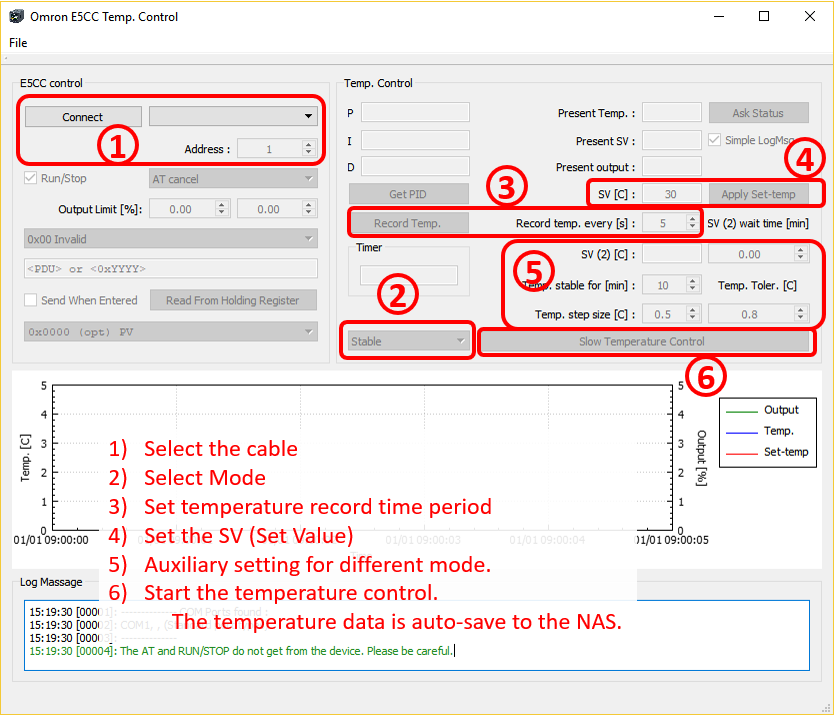 Omron E5CC Temp. Control
File
E5CC control
Connect
1
Address : 1
Run/Stop AT cancel
Output Limit [%]: 0.00 0.00
0x00 Invalid
<PDU> or <0xYYYY>
Send When Entered Read From Holding Register
0x0000 (opt) PV
Temp. Control
P Present Temp. : Ask Status
I Present SV : Simple LogMsg
D Present output : 4
Get PID 3 SV [C] : 30 Apply Set-temp
Record Temp. Record temp. every [s] : 5 SV (2) wait time [min]
Timer SV (2) [C] : 0.00
5
2 Temp. stable for [min] : 10 Temp. Toler. [C]
Temp. step size [C] : 0.5 0.8
Stable Slow Temperature Control
6
5 5
4 4
3 3
2 2
1 1
0 0
Temp. [C]
Output [%]
01/01 09:00:00 01/01 09:00:03 01/01 09:00:04 01/01 09:00:05
Output
Temp.
Set-temp
1) Select the cable
2) Select Mode
3) Set temperature record time period
4) Set the SV (Set Value)
5) Auxiliary setting for different mode.
6) Start the temperature control.
The temperature data is auto-save to the NAS.
Log Massage
15:19:30 [00001]: COM Ports found :
15:19:30 [00002]: COM1, ,
15:19:30 [00003]:
15:19:30 [00004]: The AT and RUN/STOP do not get from the device. Please be careful.